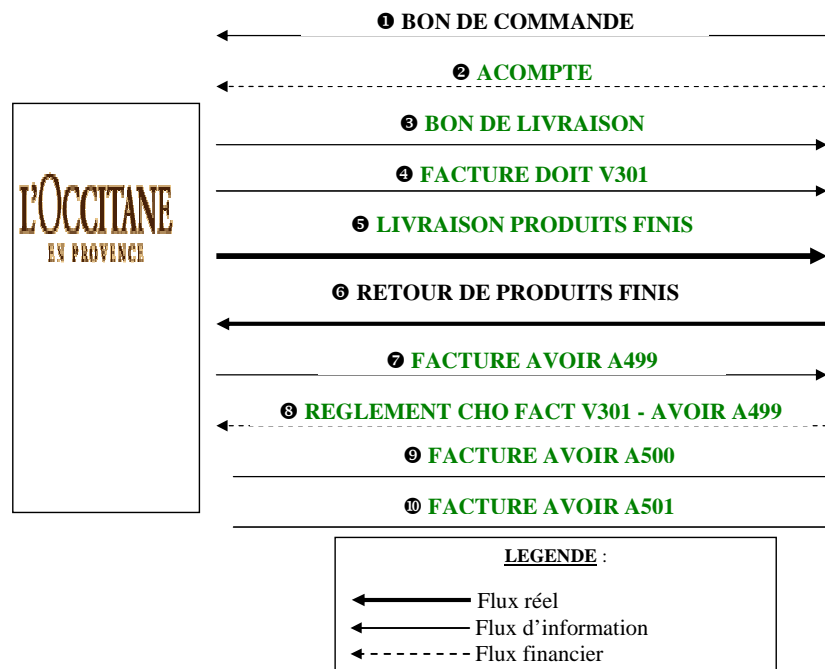 ❶ BON DE COMMANDE
❷ ACOMPTE
❸ BON DE LIVRAISON
❹ FACTURE DOIT V301
L'OCCITANE
EN PROVENCE
❺ LIVRAISON PRODUITS FINIS
❻ RETOUR DE PRODUITS FINIS
❼ FACTURE AVOIR A499
❽ REGLEMENT CHO FACT V301 - AVOIR A499
❾ FACTURE AVOIR A500
❿ FACTURE AVOIR A501
LEGENDE :
Flux réel
Flux d'information
Flux financier